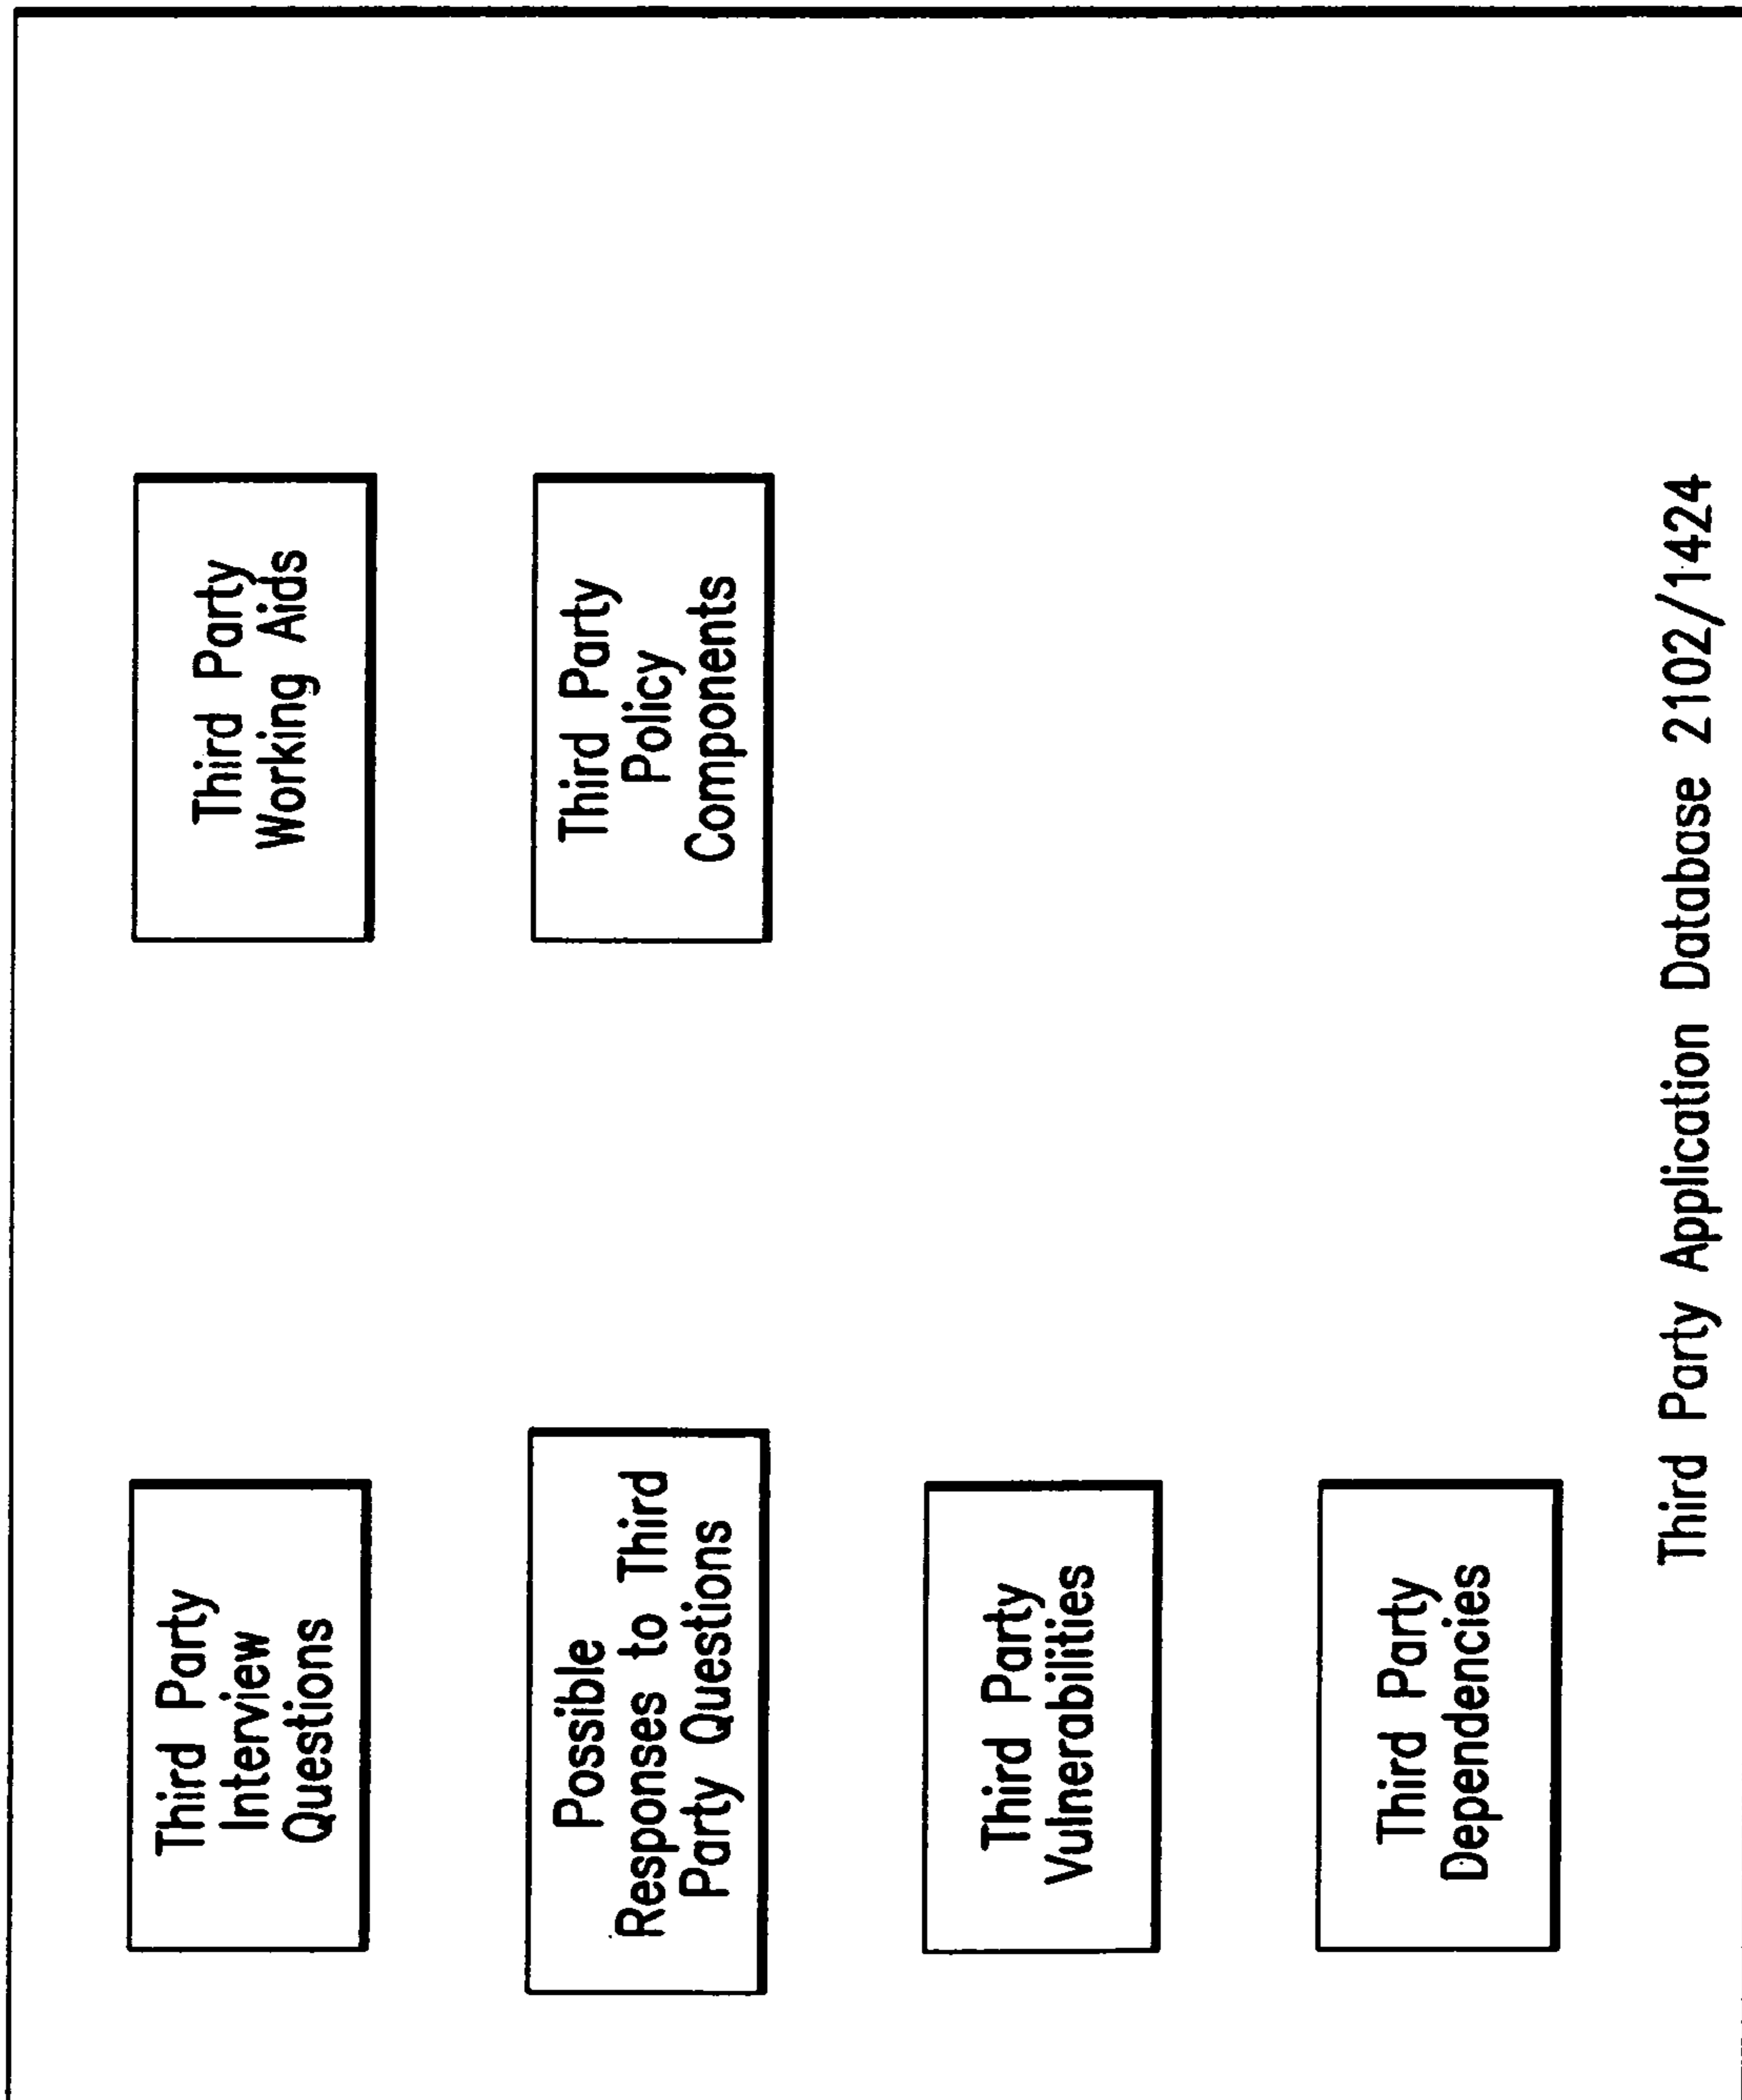 Third Party
Interview
Questions
Possible
Responses to Third
Party Questions
Third Party
Vulnerabilities
Third Party
Dependencies
Third Party
Working Aids
Third Party
Policy
Components
Third Party Application Database 2102/1424